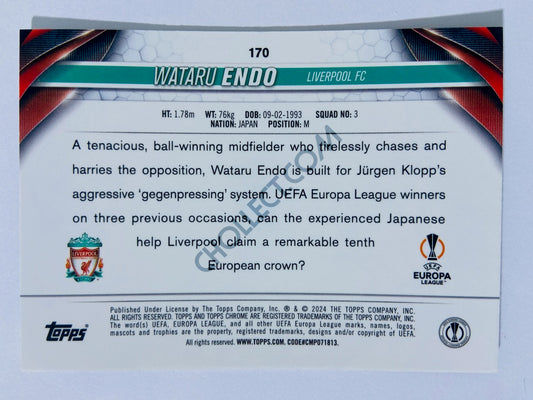 170
WATARU ENDO LIVERPOOL FC
HT: 1.78m WT: 76kg DOB: 09-02-1993 SQUAD NO: 3
NATION: JAPAN POSITION: M
A tenacious, ball-winning midfielder who tirelessly chases and
harries the opposition, Wataru Endo is built for Jürgen Klopp's
aggressive 'gegenpressing' system. UEFA Europa League winners
on three previous occasions, can the experienced Japanese
help Liverpool claim a remarkable tenth
European crown?
CHOLLECT.COM
LIVERPOOL
UEFA
EUROPA
LEAGUE
Topps
Published Under License by The Topps Company, Inc. ® & © 2024 THE TOPPS COMPANY, INC.
ALL RIGHTS RESERVED. TOPPS AND TOPPS CHROME ARE REGISTERED TRADEMARKS OF THE TOPPS COMPANY, INC.
The word(s) UEFA, EUROPA LEAGUE, and all other UEFA Europa League marks, names, logos,
mascots and trophies are the property, registered trademarks, designs and/or copyright of UEFA.
All rights reserved. WWW.TOPPS.COM. CODE#CMP071813.